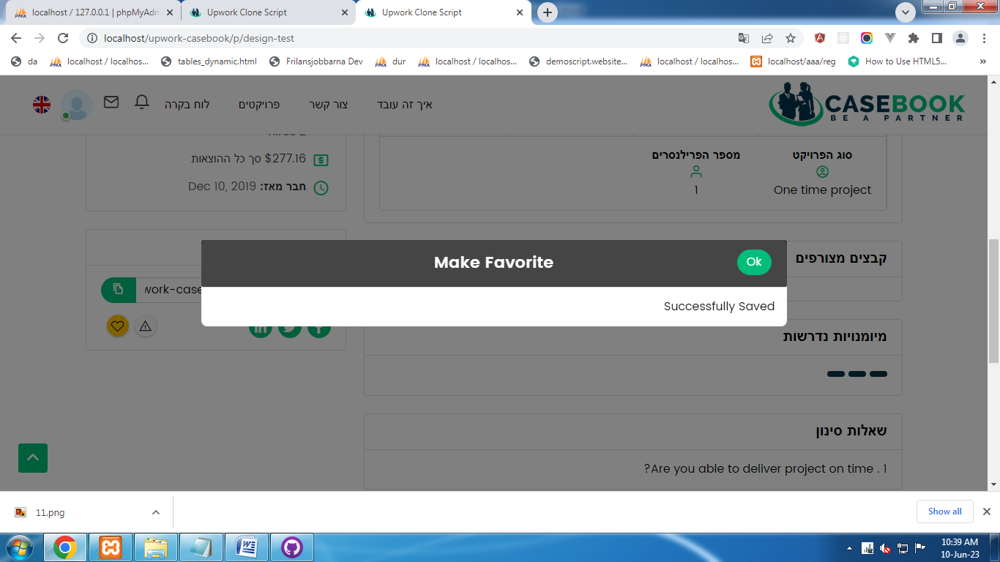 localhost / 127.0.0.1 | phpMyAdm
Upwork Clone Script
Upwork Clone Script
localhost/upwork-casebook/p/design-test
da
localhost / localhos...
tables_dynamic.html
Frilansjobbarna Dev
dur
localhost / localhos...
demoscript.website...
localhost / localhos...
localhost/aaa/reg
How to Use HTML5...
CASEBOOK
BE A PARTNER
איך זה עובד
צור קשר
פרויקטים
לוח בקרה
סוג הפרויקט
One time project
מספר הפרילנסרים
1
$277.16 סך כל ההוצאות
חבר מאז: Dec 10, 2019
Make Favorite
Ok
Successfully Saved
קבצים מצורפים
work-case
מיומנויות נדרשות
שאלות סינון
1 . Are you able to deliver project on time?
11.png
Show all
10:39 AM
10-Jun-23